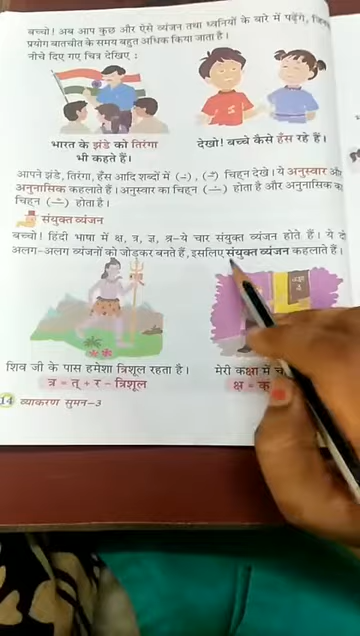 बच्चो! अब आप कुछ और ऐसे व्यंजन तथा ध्वनियों के बारे में पढ़ेंगे,
प्रयोग बातचीत के समय बहुत अधिक किया जाता है।
नीचे दिए गए चित्र देखिए :
भारत के झंडे को तिरंगा
भी कहते हैं।
देखो! बच्चे कैसे हँस रहे हैं।
आपने झंडे, तिरंगा, हँस आदि शब्दों में (ं), (ँ) चिह्न देखे। ये अनुस्वार और
अनुनासिक कहलाते हैं। अनुस्वार का चिह्न (ं) होता है और अनुनासिक का
चिह्न (ँ) होता है।
संयुक्त व्यंजन
बच्चो! हिंदी भाषा में क्ष, त्र, ज्ञ, श्र–ये चार संयुक्त व्यंजन होते हैं। ये दो
अलग-अलग व्यंजनों को जोड़कर बनते हैं, इसलिए संयुक्त व्यंजन कहलाते हैं।
शिव जी के पास हमेशा त्रिशूल रहता है।
त्र = त् + र – त्रिशूल
मेरी कक्षा में
क्ष = क्
14 व्याकरण सुमन–3